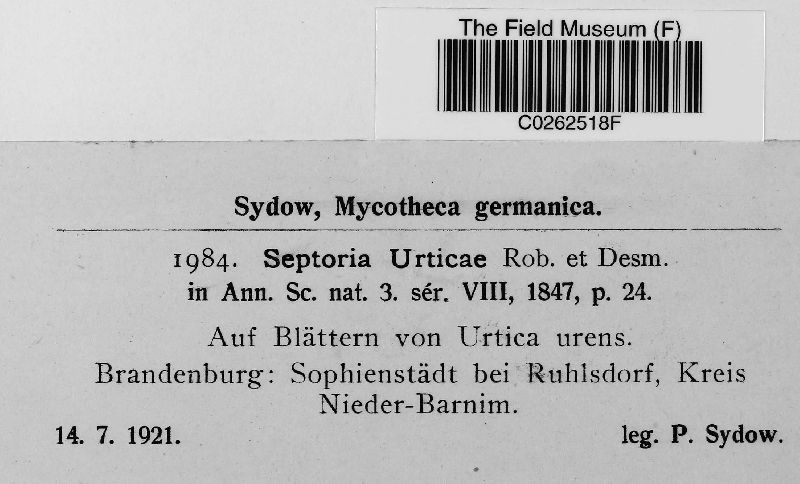 The Field Museum (F)
C0262518F
Sydow, Mycotheca germanica.
1984. Septoria Urticae Rob. et Desm.
in Ann. Sc. nat. 3. sér. VIII, 1847, p. 24.
Auf Blättern von Urtica urens.
Brandenburg: Sophienstädt bei Ruhlsdorf, Kreis
Nieder-Barnim.
14. 7. 1921. leg. P. Sydow.